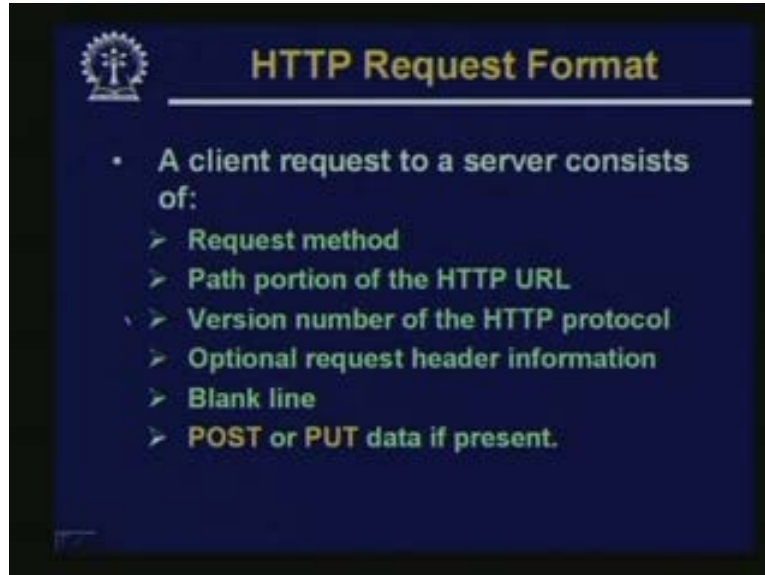 HTTP Request Format
• A client request to a server consists
of:
➢ Request method
➢ Path portion of the HTTP URL
➢ Version number of the HTTP protocol
➢ Optional request header information
➢ Blank line
➢ POST or PUT data if present.